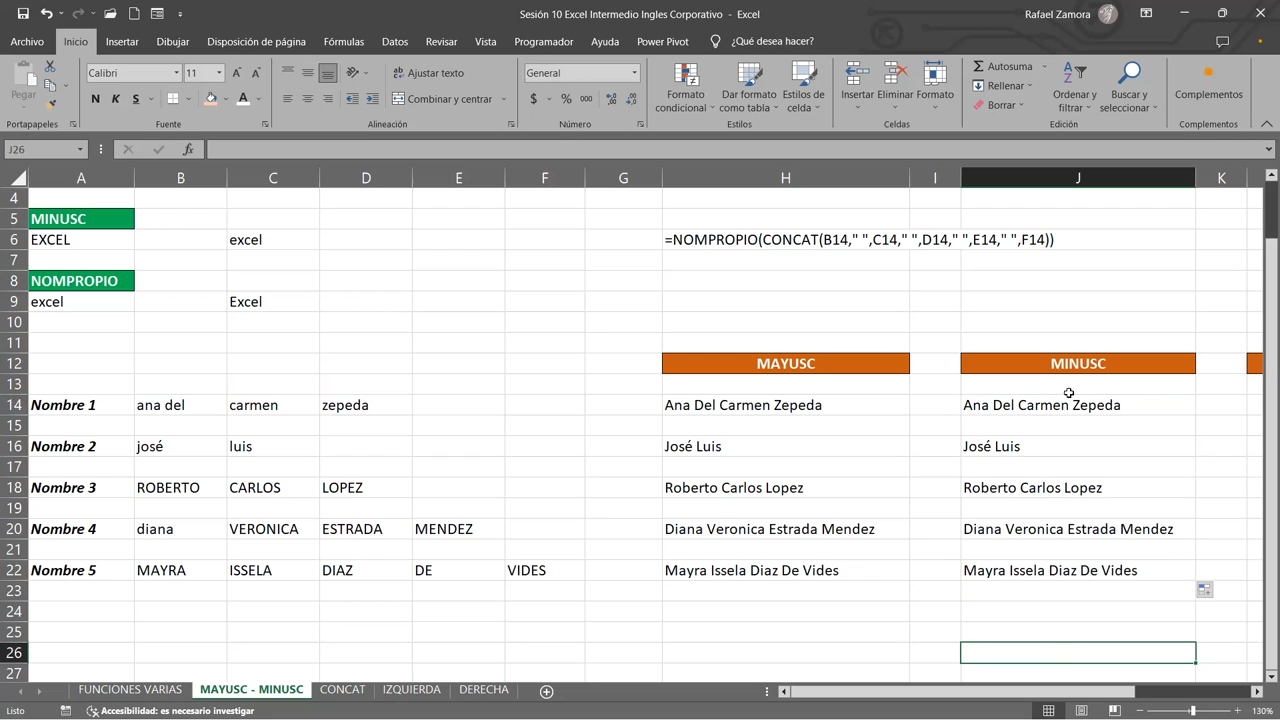 Sesión 10 Excel Intermedio Ingles Corporativo - Excel
Rafael Zamora
Archivo Inicio Insertar Dibujar Disposición de página Fórmulas Datos Revisar Vista Programador Ayuda Power Pivot ¿Qué desea hacer?
Pegar
Calibri 11
N K S
Ajustar texto
Combinar y centrar
General
$ % 000
Formato condicional
Dar formato como tabla
Estilos de celda
Insertar Eliminar Formato
Autosuma
Rellenar
Borrar
Ordenar y filtrar
Buscar y seleccionar
Complementos
Portapapeles Fuente Alineación Número Estilos Celdas Edición Complementos
J26 fx
A B C D E F G H I J K
4
5 MINUSC
6 EXCEL excel =NOMPROPIO(CONCAT(B14," ",C14," ",D14," ",E14," ",F14))
7
8 NOMPROPIO
9 excel Excel
10
11
12 MAYUSC MINUSC
13
14 Nombre 1 ana del carmen zepeda Ana Del Carmen Zepeda Ana Del Carmen Zepeda
15
16 Nombre 2 josé luis José Luis José Luis
17
18 Nombre 3 ROBERTO CARLOS LOPEZ Roberto Carlos Lopez Roberto Carlos Lopez
19
20 Nombre 4 diana VERONICA ESTRADA MENDEZ Diana Veronica Estrada Mendez Diana Veronica Estrada Mendez
21
22 Nombre 5 MAYRA ISSELA DIAZ DE VIDES Mayra Issela Diaz De Vides Mayra Issela Diaz De Vides
23
24
25
26
27
FUNCIONES VARIAS MAYUSC - MINUSC CONCAT IZQUIERDA DERECHA
Listo Accesibilidad: es necesario investigar 130%